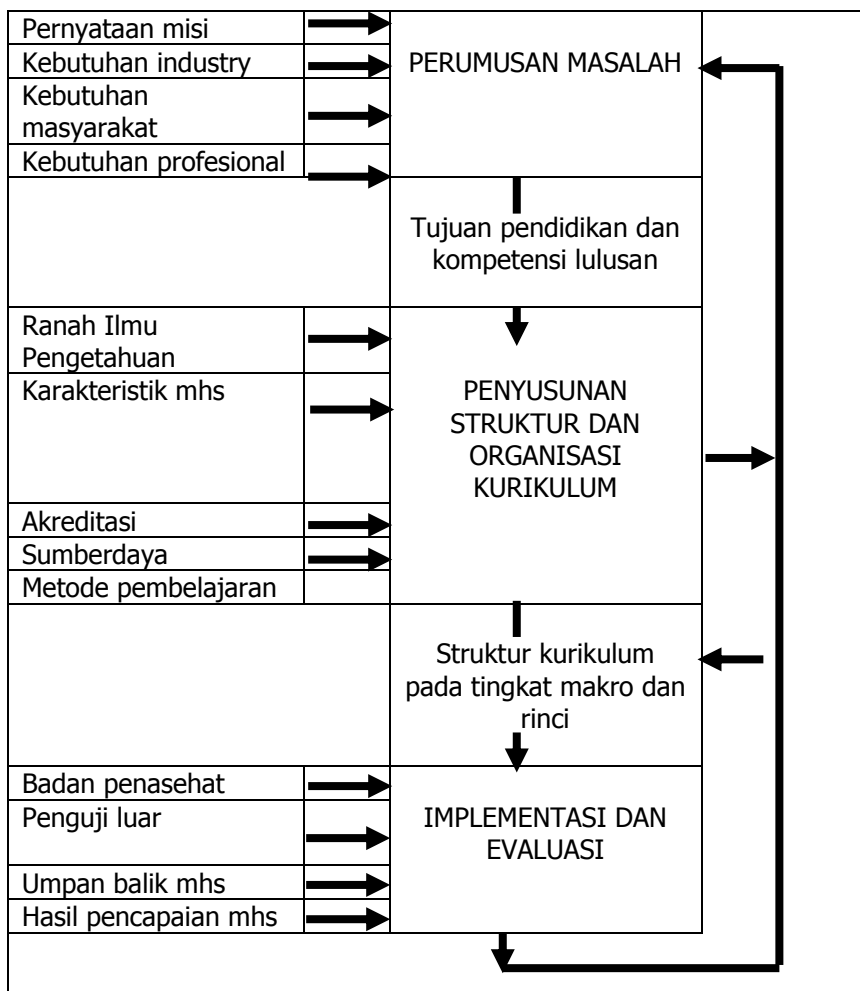 Pernyataan misi
Kebutuhan industry
PERUMUSAN MASALAH
Kebutuhan
masyarakat
Kebutuhan profesional
Tujuan pendidikan dan
kompetensi lulusan
Ranah Ilmu
Pengetahuan
Karakteristik mhs
PENYUSUNAN
STRUKTUR DAN
ORGANISASI
KURIKULUM
Akreditasi
Sumberdaya
Metode pembelajaran
Struktur kurikulum
pada tingkat makro dan
rinci
Badan penasehat
Penguji luar
IMPLEMENTASI DAN
EVALUASI
Umpan balik mhs
Hasil pencapaian mhs